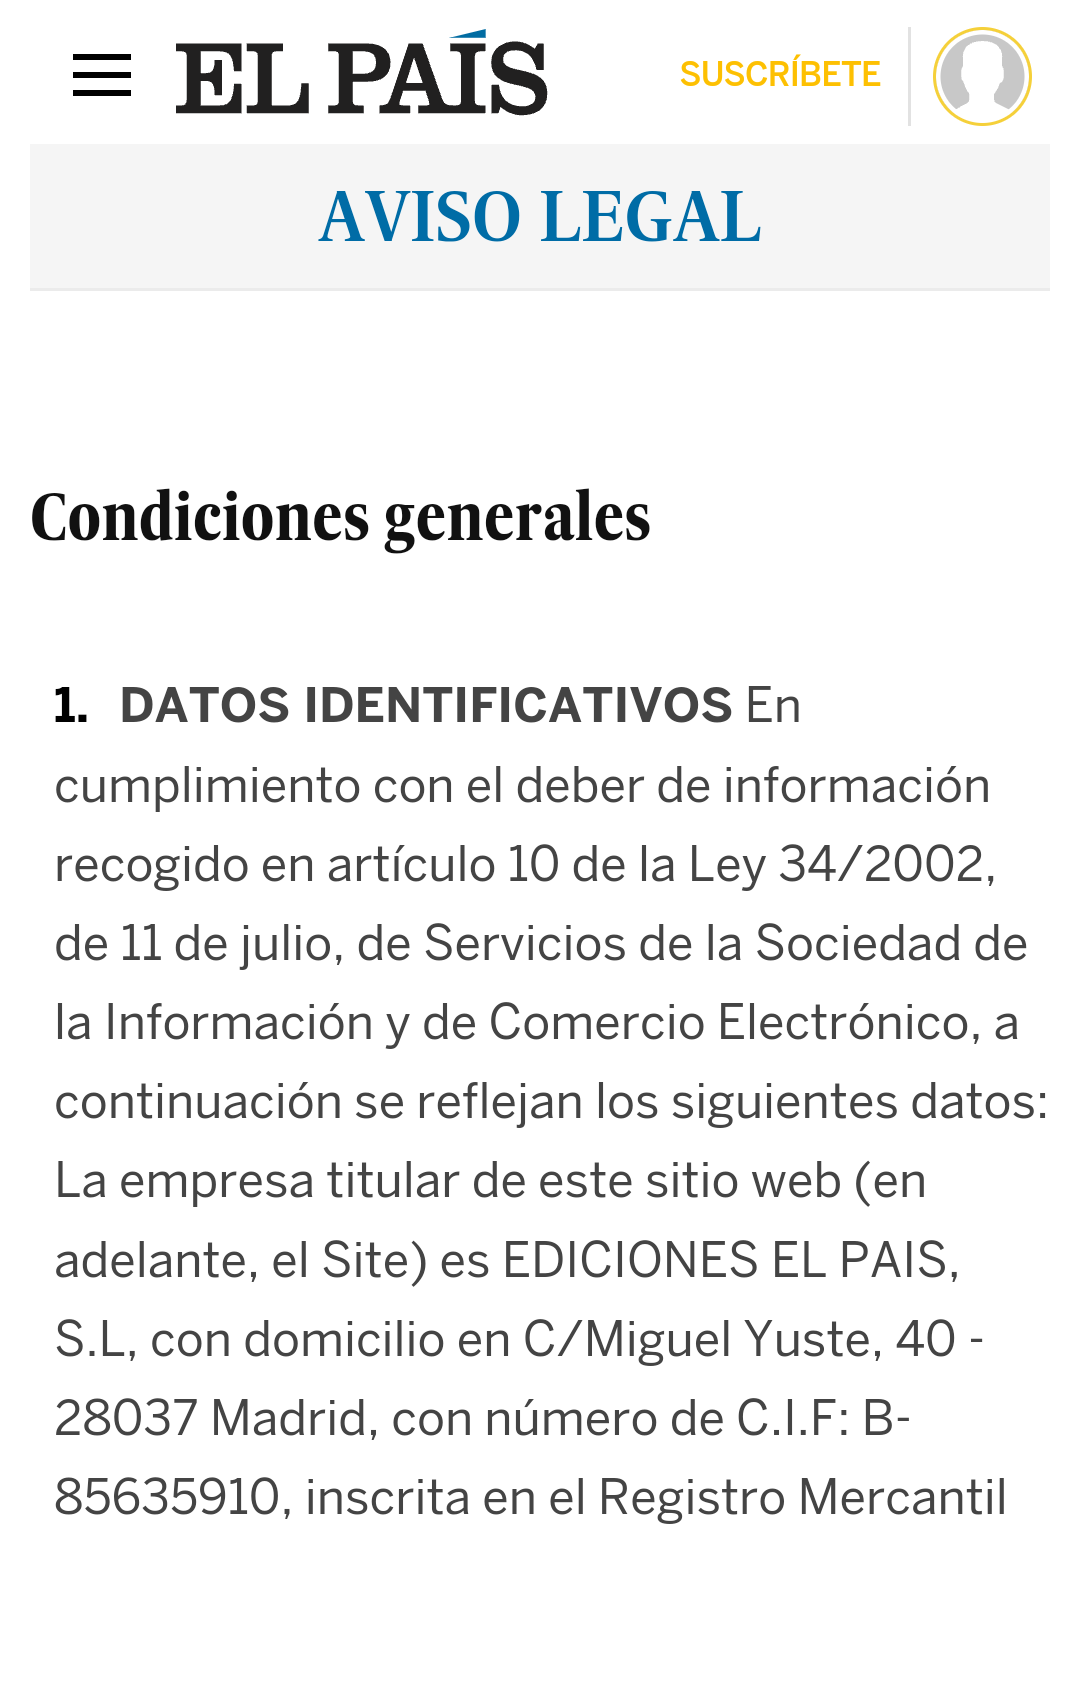 EL PAÍS
SUSCRÍBETE
AVISO LEGAL
Condiciones generales
1. DATOS IDENTIFICATIVOS En
cumplimiento con el deber de información
recogido en artículo 10 de la Ley 34/2002,
de 11 de julio, de Servicios de la Sociedad de
la Información y de Comercio Electrónico, a
continuación se reflejan los siguientes datos:
La empresa titular de este sitio web (en
adelante, el Site) es EDICIONES EL PAIS,
S.L, con domicilio en C/Miguel Yuste, 40 -
28037 Madrid, con número de C.I.F: B-
85635910, inscrita en el Registro Mercantil